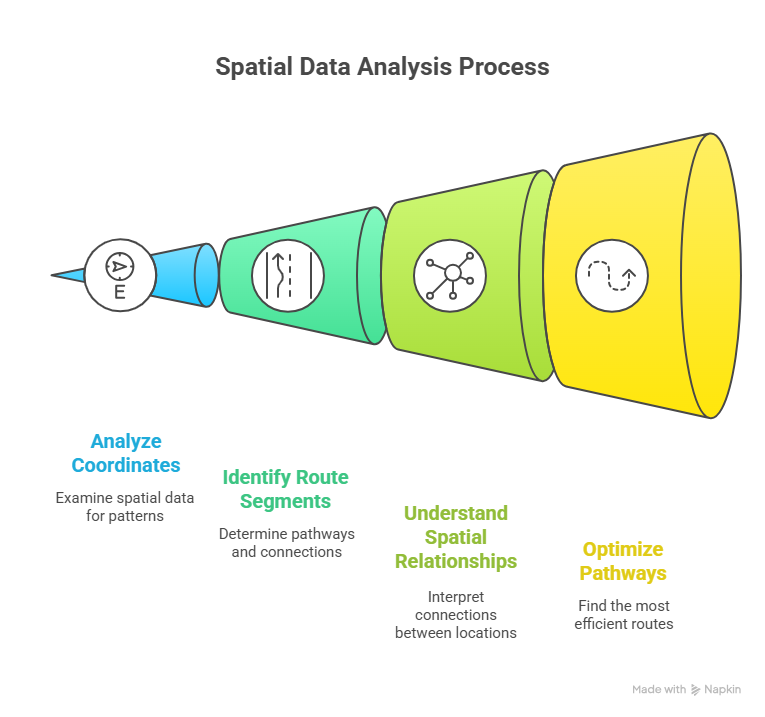 Spatial Data Analysis Process
E
Analyze
Coordinates
Examine spatial data
for patterns
Identify Route
Segments
Determine pathways
and connections
Understand
Spatial
Relationships
Interpret
connections
between locations
Optimize
Pathways
Find the most
efficient routes
Made with Napkin